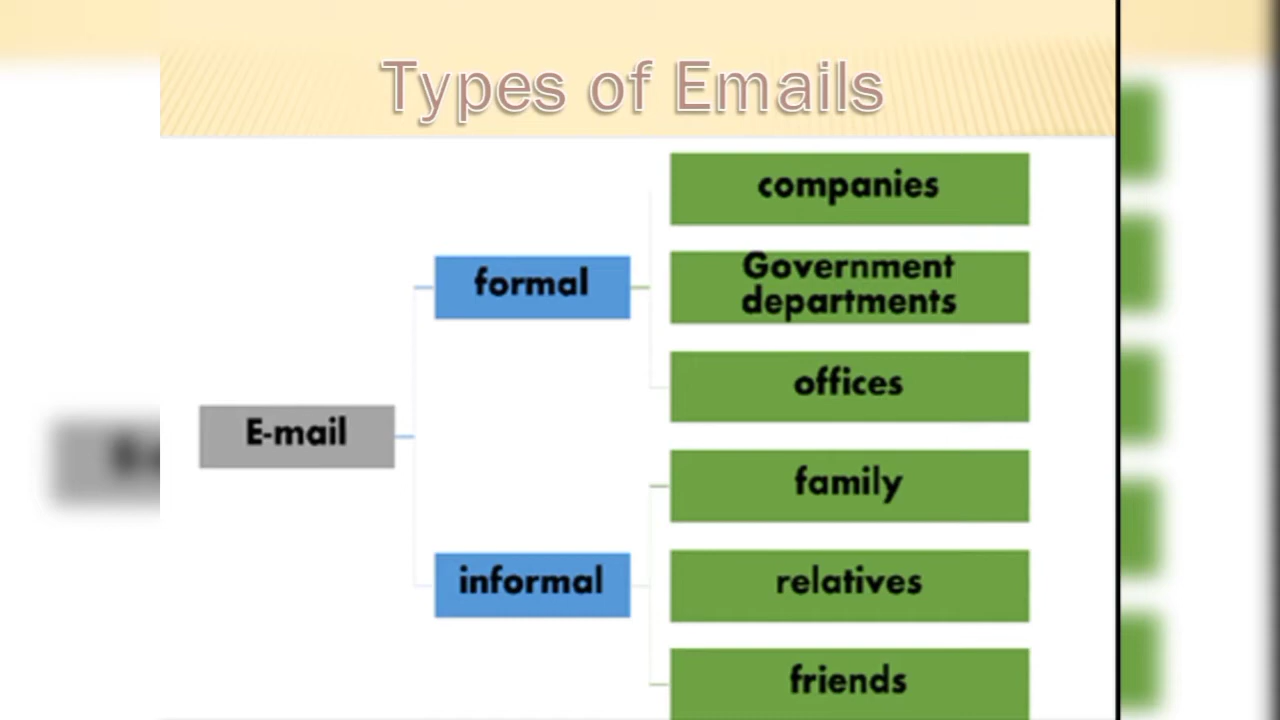 Types of Emails
companies
formal
Government
departments
offices
E-mail
family
informal
relatives
friends